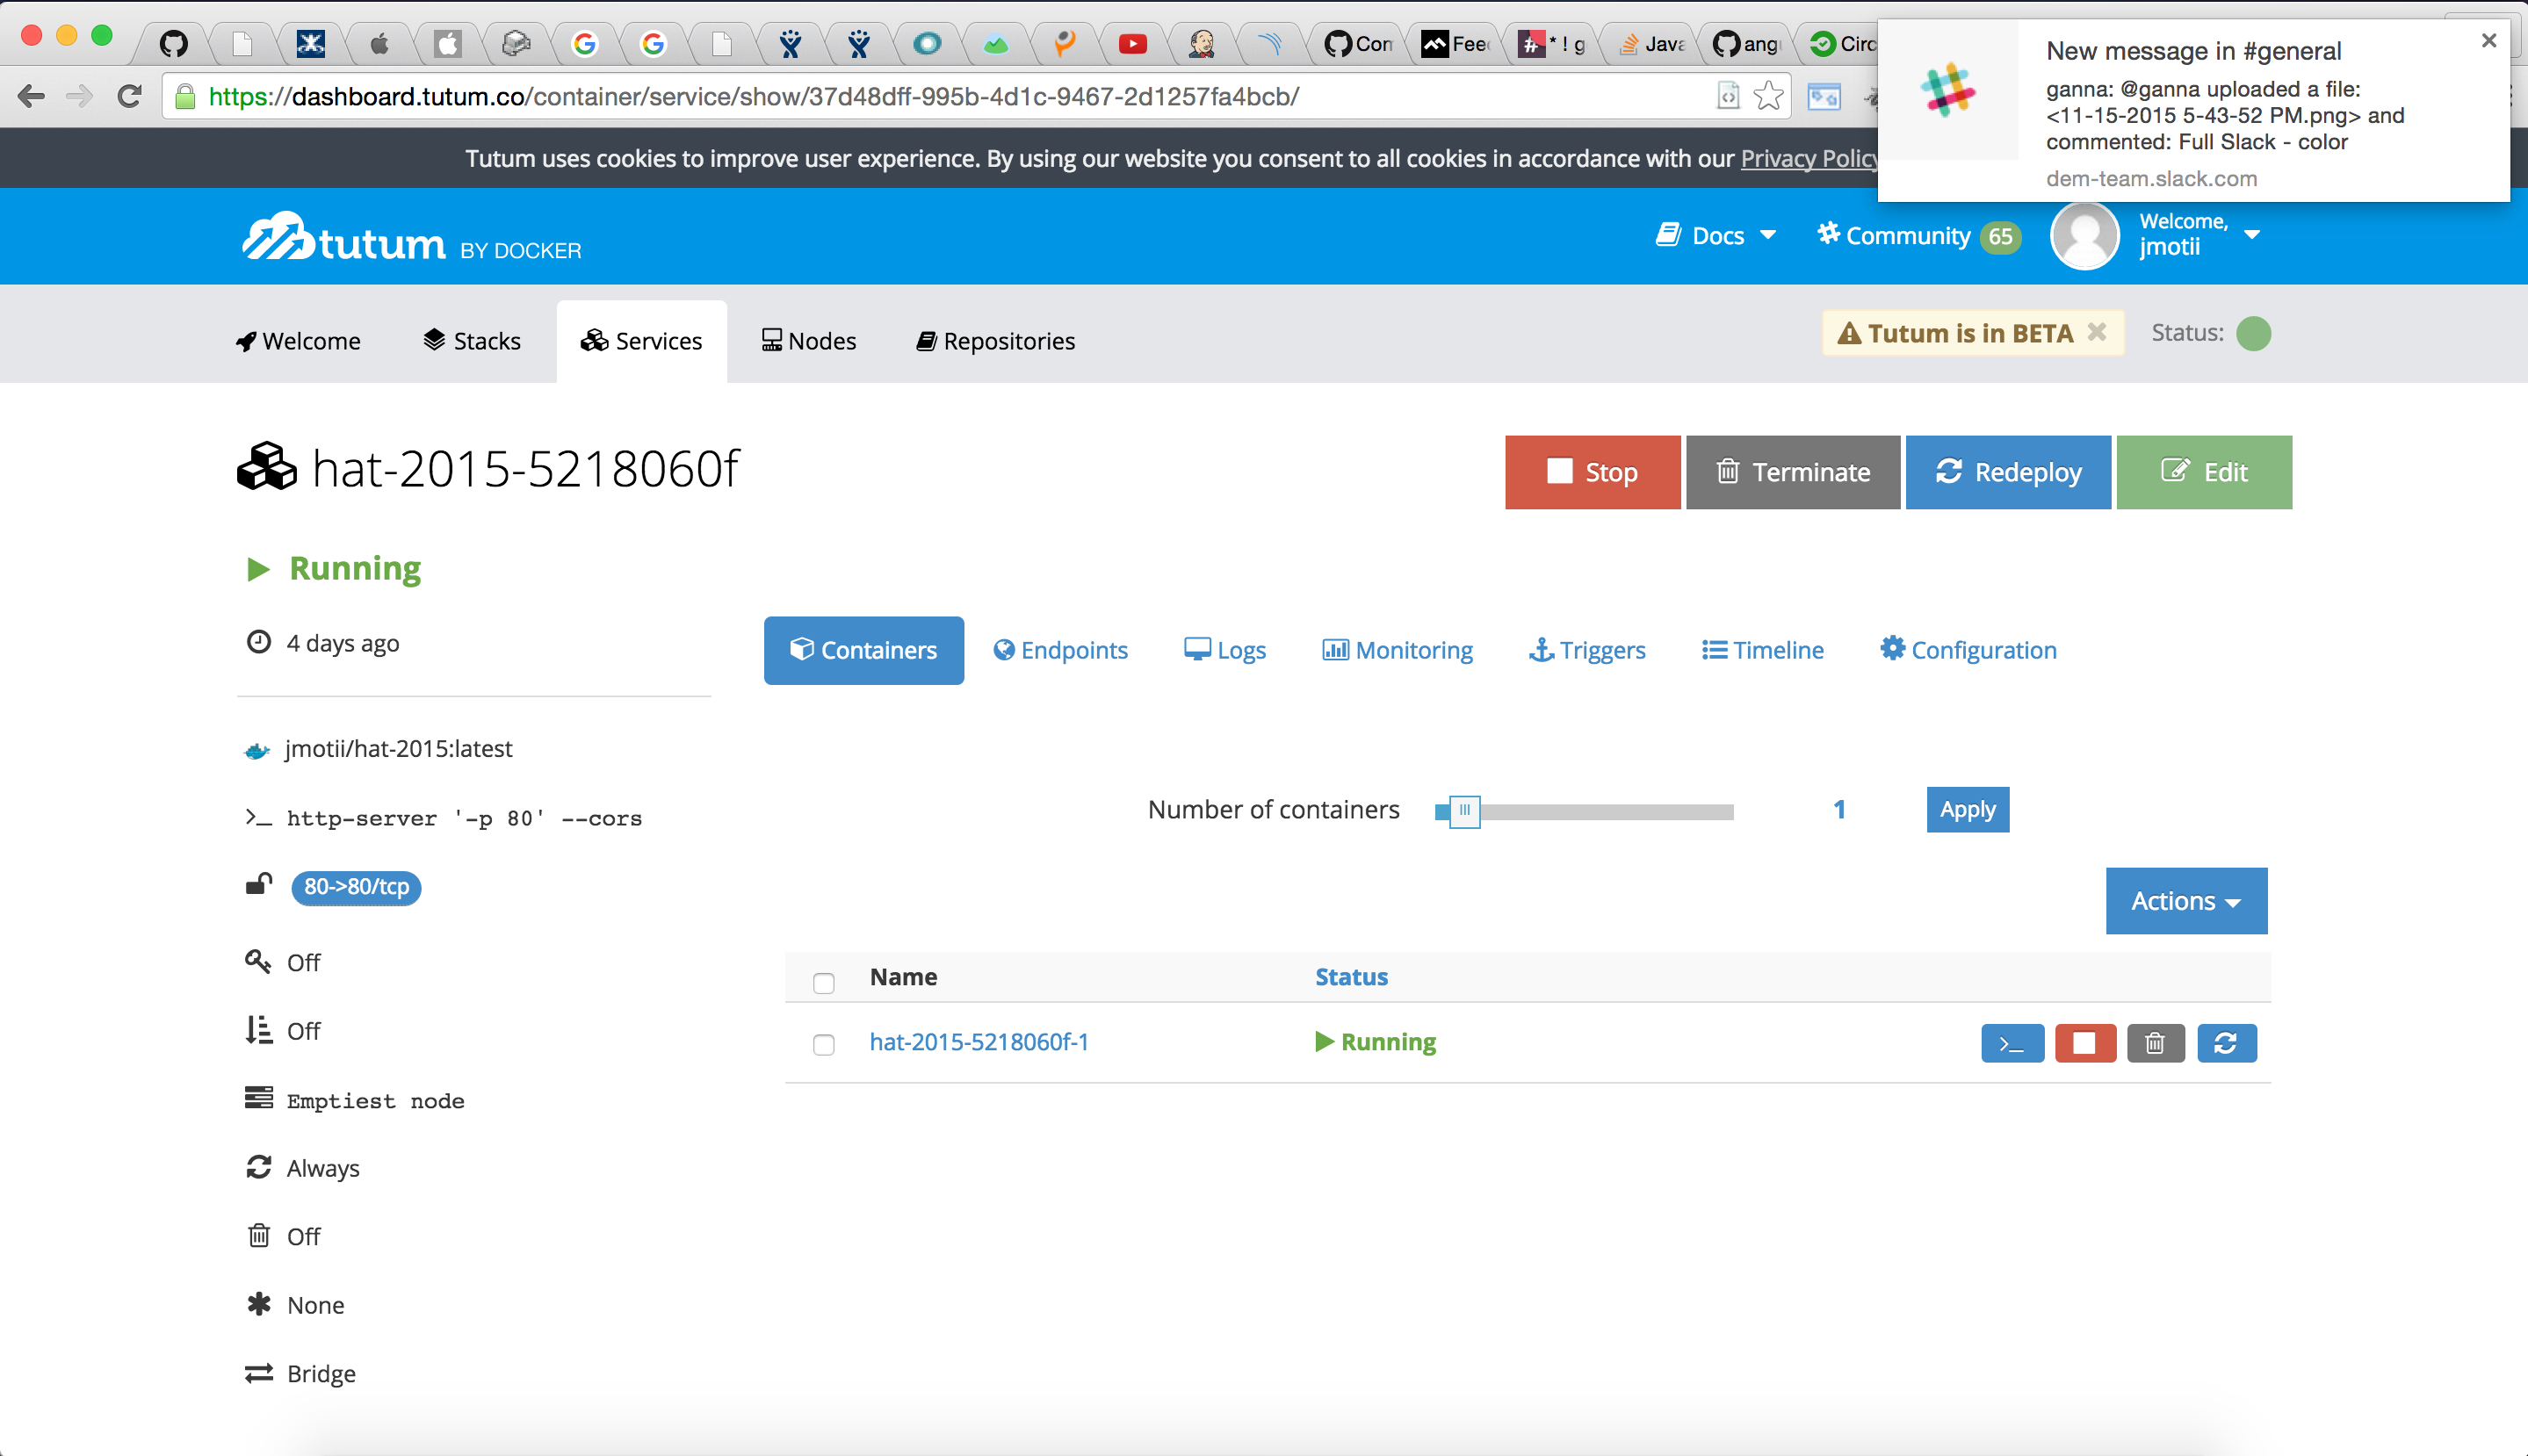 Con
Fee
* ! g
Java
ang
Circ
https://dashboard.tutum.co/container/service/show/37d48dff-995b-4d1c-9467-2d1257fa4bcb/
New message in #general
ganna: @ganna uploaded a file:
<11-15-2015 5-43-52 PM.png> and
commented: Full Slack - color
dem-team.slack.com
Tutum uses cookies to improve user experience. By using our website you consent to all cookies in accordance with our Privacy Policy
tutum BY DOCKER
Docs
Community 65
Welcome,
jmotii
Welcome
Stacks
Services
Nodes
Repositories
Tutum is in BETA
Status:
hat-2015-5218060f
Stop
Terminate
Redeploy
Edit
Running
4 days ago
Containers
Endpoints
Logs
Monitoring
Triggers
Timeline
Configuration
jmotii/hat-2015:latest
http-server '-p 80' --cors
80->80/tcp
Off
Off
Emptiest node
Always
Off
None
Bridge
Number of containers
1
Apply
Actions
Name
Status
hat-2015-5218060f-1
Running